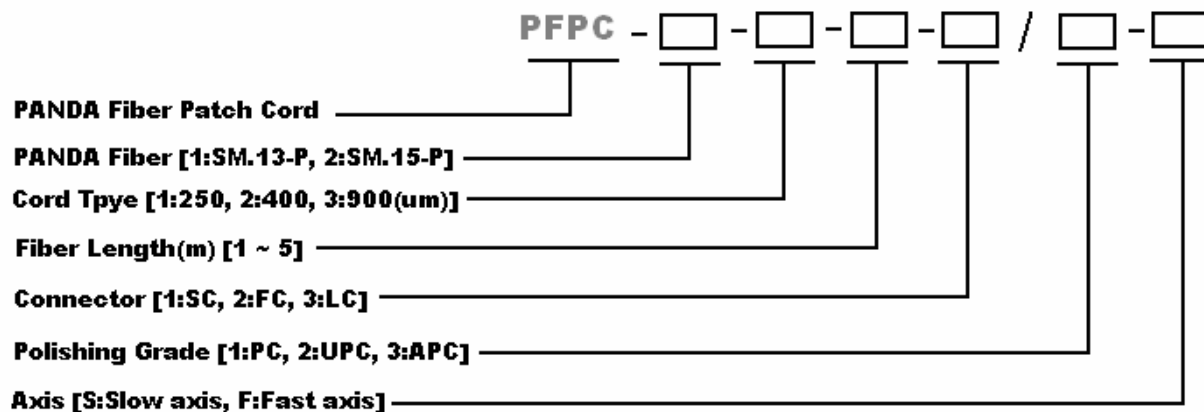 PFPC - □ - □ - □ - □ / □ - □
PANDA Fiber Patch Cord
PANDA Fiber [1:SM.13-P, 2:SM.15-P]
Cord Tpye [1:250, 2:400, 3:900(um)]
Fiber Length(m) [1 ~ 5]
Connector [1:SC, 2:FC, 3:LC]
Polishing Grade [1:PC, 2:UPC, 3:APC]
Axis [S:Slow axis, F:Fast axis]